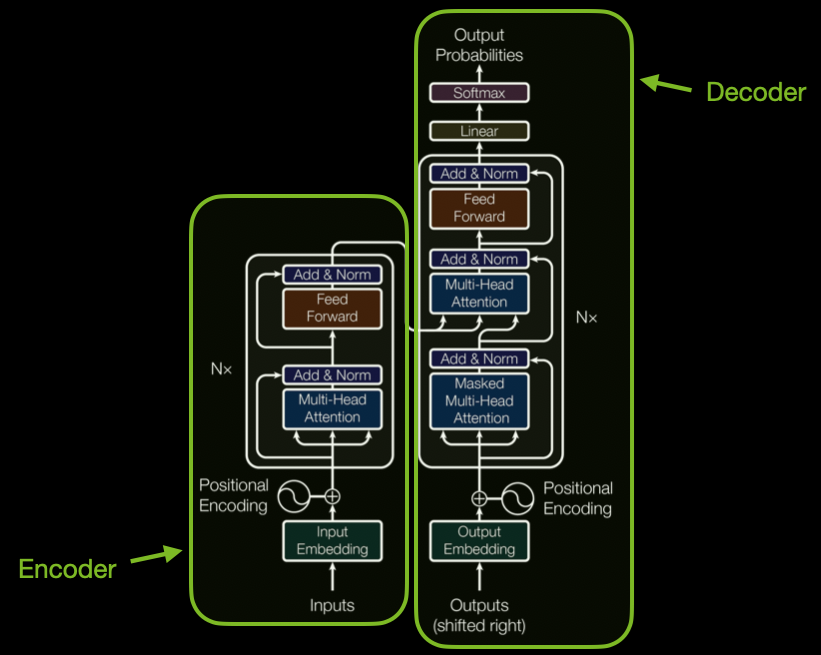 Output
Probabilities
Softmax
Linear
Add & Norm
Feed
Forward
Add & Norm
Multi-Head
Attention
Nx
Add & Norm
Masked
Multi-Head
Attention
Positional
Encoding
Output
Embedding
Outputs
(shifted right)
Decoder
Add & Norm
Feed
Forward
Nx
Add & Norm
Multi-Head
Attention
Positional
Encoding
Input
Embedding
Inputs
Encoder